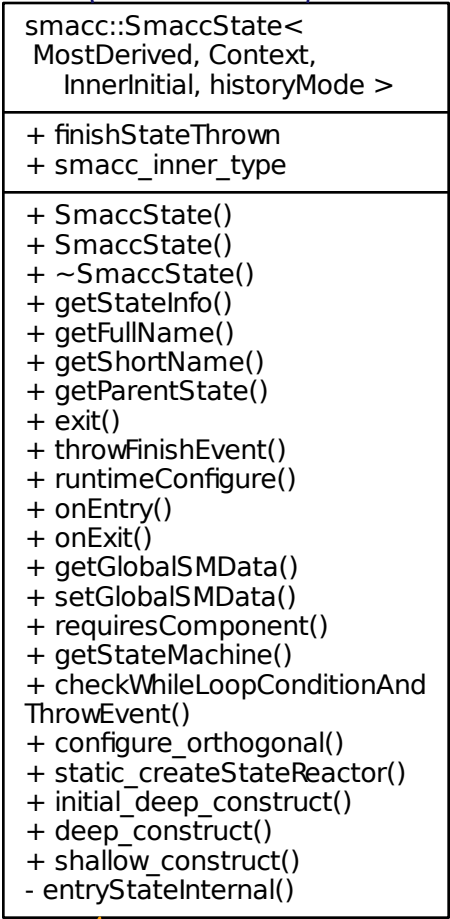 smacc::SmaccState<
MostDerived, Context,
InnerInitial, historyMode >
+ finishStateThrown
+ smacc_inner_type
+ SmaccState()
+ SmaccState()
+ ~SmaccState()
+ getStateInfo()
+ getFullName()
+ getShortName()
+ getParentState()
+ exit()
+ throwFinishEvent()
+ runtimeConfigure()
+ onEntry()
+ onExit()
+ getGlobalSMData()
+ setGlobalSMData()
+ requiresComponent()
+ getStateMachine()
+ checkWhileLoopConditionAnd
ThrowEvent()
+ configure_orthogonal()
+ static_createStateReactor()
+ initial_deep_construct()
+ deep_construct()
+ shallow_construct()
- entryStateInternal()